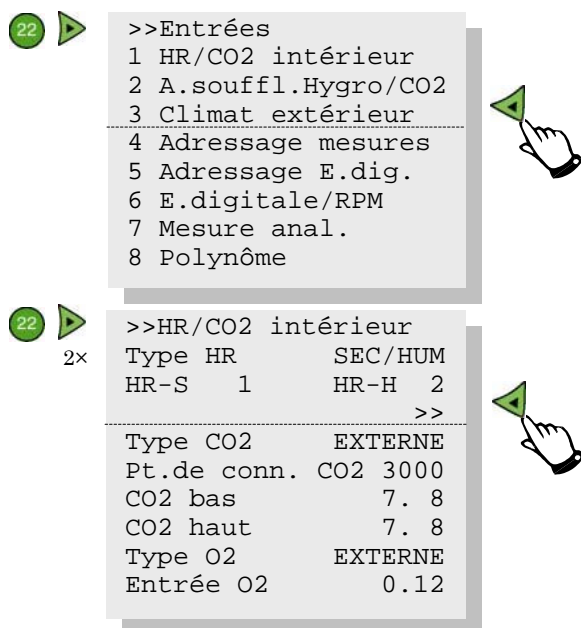 22
>>Entrées
1 HR/CO2 intérieur
2 A.souffl.Hygro/CO2
3 Climat extérieur
4 Adressage mesures
5 Adressage E.dig.
6 E.digitale/RPM
7 Mesure anal.
8 Polynôme
22
2×
>>HR/CO2 intérieur
Type HR SEC/HUM
HR-S 1 HR-H 2
>>
Type CO2 EXTERNE
Pt.de conn. CO2 3000
CO2 bas 7. 8
CO2 haut 7. 8
Type O2 EXTERNE
Entrée O2 0.12